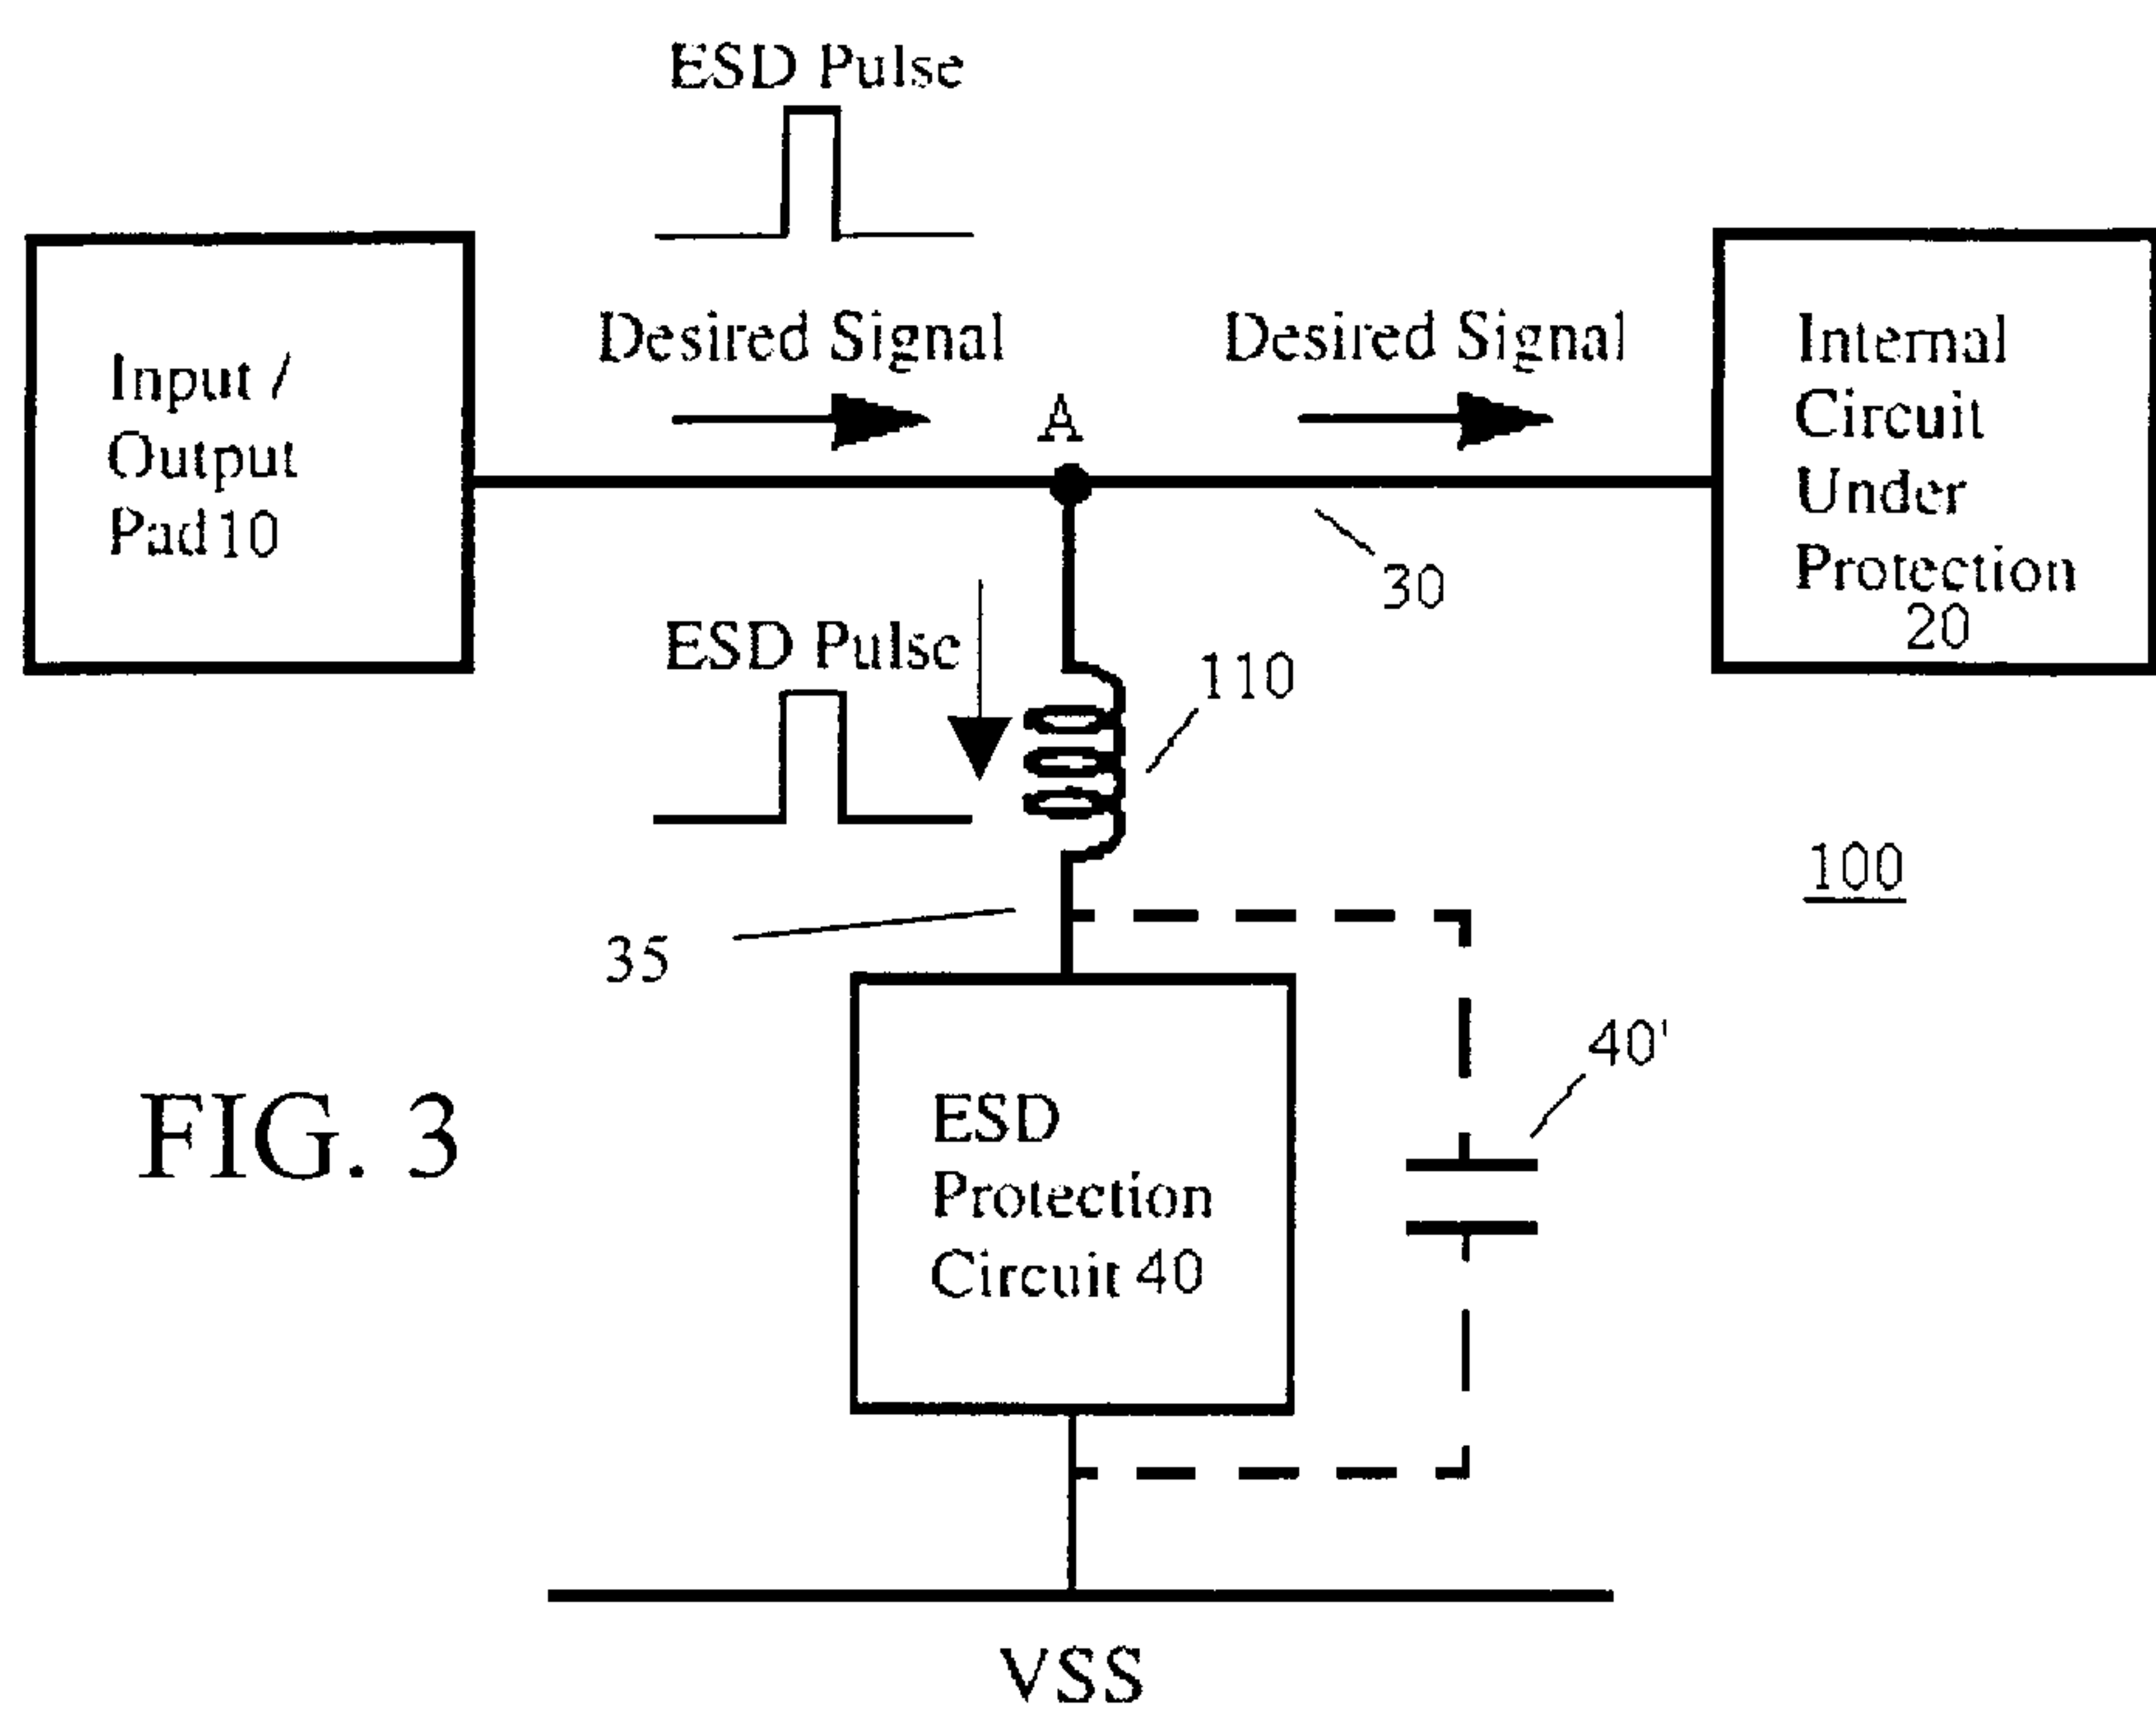 ESD Pulse
Desired Signal
Desired Signal
Input /
Output
Pad 10
A
Internal
Circuit
Under
Protection
20
30
ESD Pulse
110
100
35
40'
FIG. 3
ESD
Protection
Circuit 40
VSS